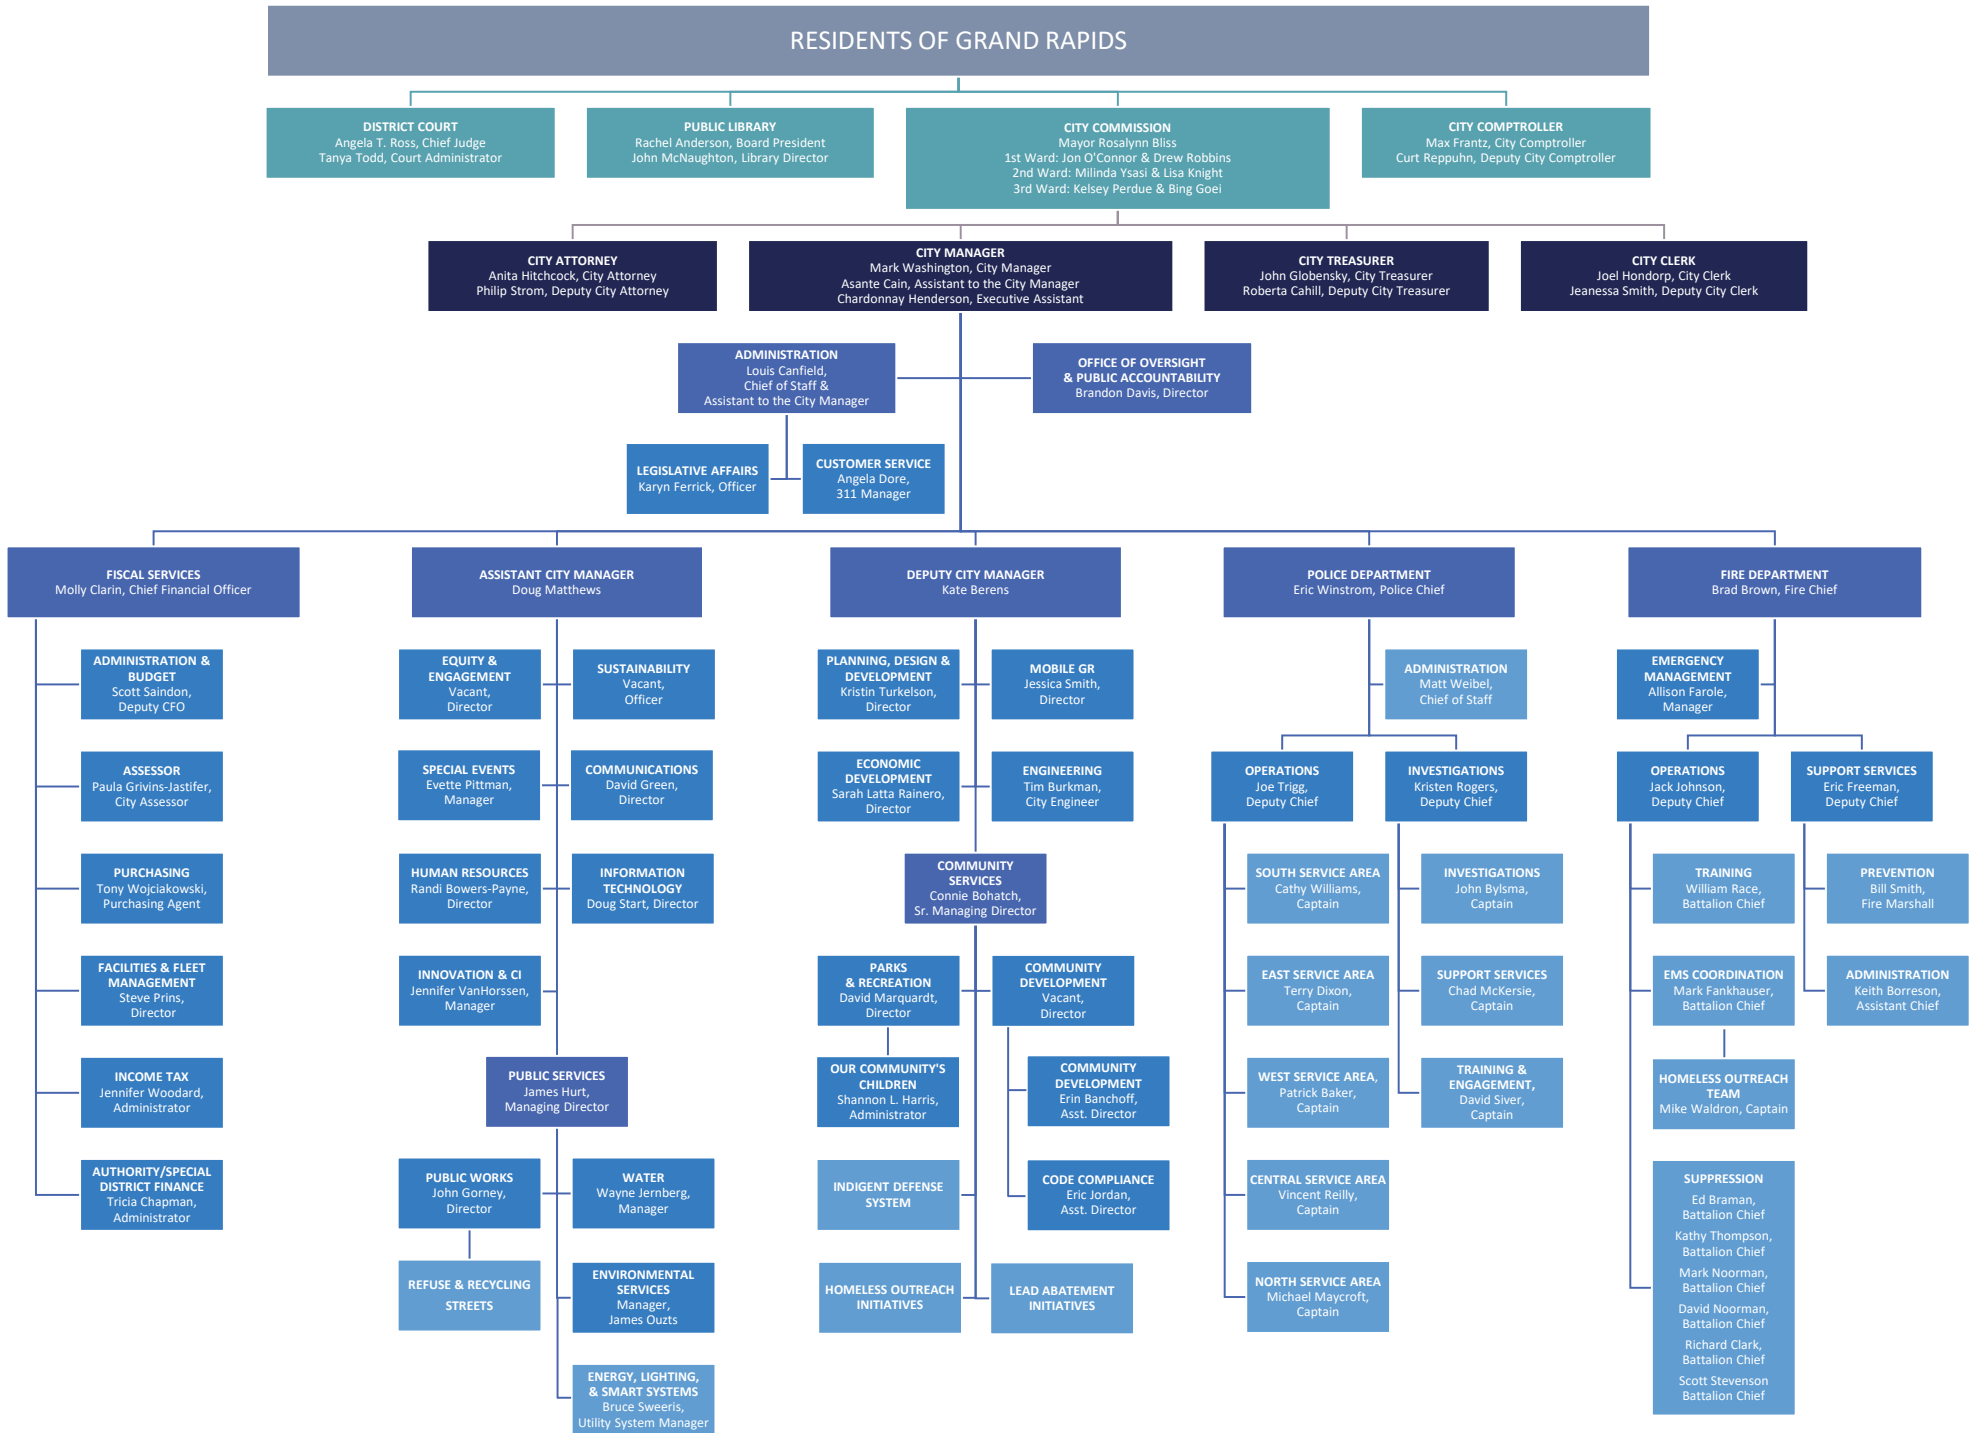 RESIDENTS OF GRAND RAPIDS
DISTRICT COURT
Angela T. Ross, Chief Judge
Tanya Todd, Court Administrator
PUBLIC LIBRARY
Rachel Anderson, Board President
John McNaughton, Library Director
CITY COMMISSION
Mayor Rosalynn Bliss
1st Ward: Jon O'Connor & Drew Robbins
2nd Ward: Milinda Ysasi & Lisa Knight
3rd Ward: Kelsey Perdue & Bing Goei
CITY COMPTROLLER
Max Frantz, City Comptroller
Curt Reppuhn, Deputy City Comptroller
CITY ATTORNEY
Anita Hitchcock, City Attorney
Philip Strom, Deputy City Attorney
CITY MANAGER
Mark Washington, City Manager
Asante Cain, Assistant to the City Manager
Chardonnay Henderson, Executive Assistant
CITY TREASURER
John Globensky, City Treasurer
Roberta Cahill, Deputy City Treasurer
CITY CLERK
Joel Hondorp, City Clerk
Jeanessa Smith, Deputy City Clerk
ADMINISTRATION
Louis Canfield,
Chief of Staff &
Assistant to the City Manager
OFFICE OF OVERSIGHT
& PUBLIC ACCOUNTABILITY
Brandon Davis, Director
LEGISLATIVE AFFAIRS
Karyn Ferrick, Officer
CUSTOMER SERVICE
Angela Dore,
311 Manager
FISCAL SERVICES
Molly Clarin, Chief Financial Officer
ASSISTANT CITY MANAGER
Doug Matthews
DEPUTY CITY MANAGER
Kate Berens
POLICE DEPARTMENT
Eric Winstrom, Police Chief
FIRE DEPARTMENT
Brad Brown, Fire Chief
ADMINISTRATION &
BUDGET
Scott Saindon,
Deputy CFO
ASSESSOR
Paula Grivins-Jastifer,
City Assessor
PURCHASING
Tony Wojciakowski,
Purchasing Agent
FACILITIES & FLEET
MANAGEMENT
Steve Prins,
Director
INCOME TAX
Jennifer Woodard,
Administrator
AUTHORITY/SPECIAL
DISTRICT FINANCE
Tricia Chapman,
Administrator
EQUITY &
ENGAGEMENT
Vacant,
Director
SUSTAINABILITY
Vacant,
Officer
SPECIAL EVENTS
Evette Pittman,
Manager
COMMUNICATIONS
David Green,
Director
HUMAN RESOURCES
Randi Bowers-Payne,
Director
INFORMATION
TECHNOLOGY
Doug Start, Director
INNOVATION & CI
Jennifer VanHorssen,
Manager
PUBLIC SERVICES
James Hurt,
Managing Director
PUBLIC WORKS
John Gorney,
Director
WATER
Wayne Jernberg,
Manager
REFUSE & RECYCLING
STREETS
ENVIRONMENTAL
SERVICES
Manager,
James Ouzts
ENERGY, LIGHTING,
& SMART SYSTEMS
Bruce Sweeris,
Utility System Manager
PLANNING, DESIGN &
DEVELOPMENT
Kristin Turkelson,
Director
MOBILE GR
Jessica Smith,
Director
ECONOMIC
DEVELOPMENT
Sarah Latta Rainero,
Director
ENGINEERING
Tim Burkman,
City Engineer
COMMUNITY
SERVICES
Connie Bohatch,
Sr. Managing Director
PARKS
& RECREATION
David Marquardt,
Director
COMMUNITY
DEVELOPMENT
Vacant,
Director
OUR COMMUNITY'S
CHILDREN
Shannon L. Harris,
Administrator
COMMUNITY
DEVELOPMENT
Erin Banchoff,
Asst. Director
INDIGENT DEFENSE
SYSTEM
CODE COMPLIANCE
Eric Jordan,
Asst. Director
HOMELESS OUTREACH
INITIATIVES
LEAD ABATEMENT
INITIATIVES
ADMINISTRATION
Matt Weibel,
Chief of Staff
OPERATIONS
Joe Trigg,
Deputy Chief
INVESTIGATIONS
Kristen Rogers,
Deputy Chief
SOUTH SERVICE AREA
Cathy Williams,
Captain
INVESTIGATIONS
John Bylsma,
Captain
EAST SERVICE AREA
Terry Dixon,
Captain
SUPPORT SERVICES
Chad McKersie,
Captain
WEST SERVICE AREA,
Patrick Baker,
Captain
TRAINING &
ENGAGEMENT,
David Siver,
Captain
CENTRAL SERVICE AREA
Vincent Reilly,
Captain
NORTH SERVICE AREA
Michael Maycroft,
Captain
EMERGENCY
MANAGEMENT
Allison Farole,
Manager
OPERATIONS
Jack Johnson,
Deputy Chief
SUPPORT SERVICES
Eric Freeman,
Deputy Chief
TRAINING
William Race,
Battalion Chief
PREVENTION
Bill Smith,
Fire Marshall
EMS COORDINATION
Mark Fankhauser,
Battalion Chief
ADMINISTRATION
Keith Borreson,
Assistant Chief
HOMELESS OUTREACH
TEAM
Mike Waldron, Captain
SUPPRESSION
Ed Braman,
Battalion Chief
Kathy Thompson,
Battalion Chief
Mark Noorman,
Battalion Chief
David Noorman,
Battalion Chief
Richard Clark,
Battalion Chief
Scott Stevenson
Battalion Chief